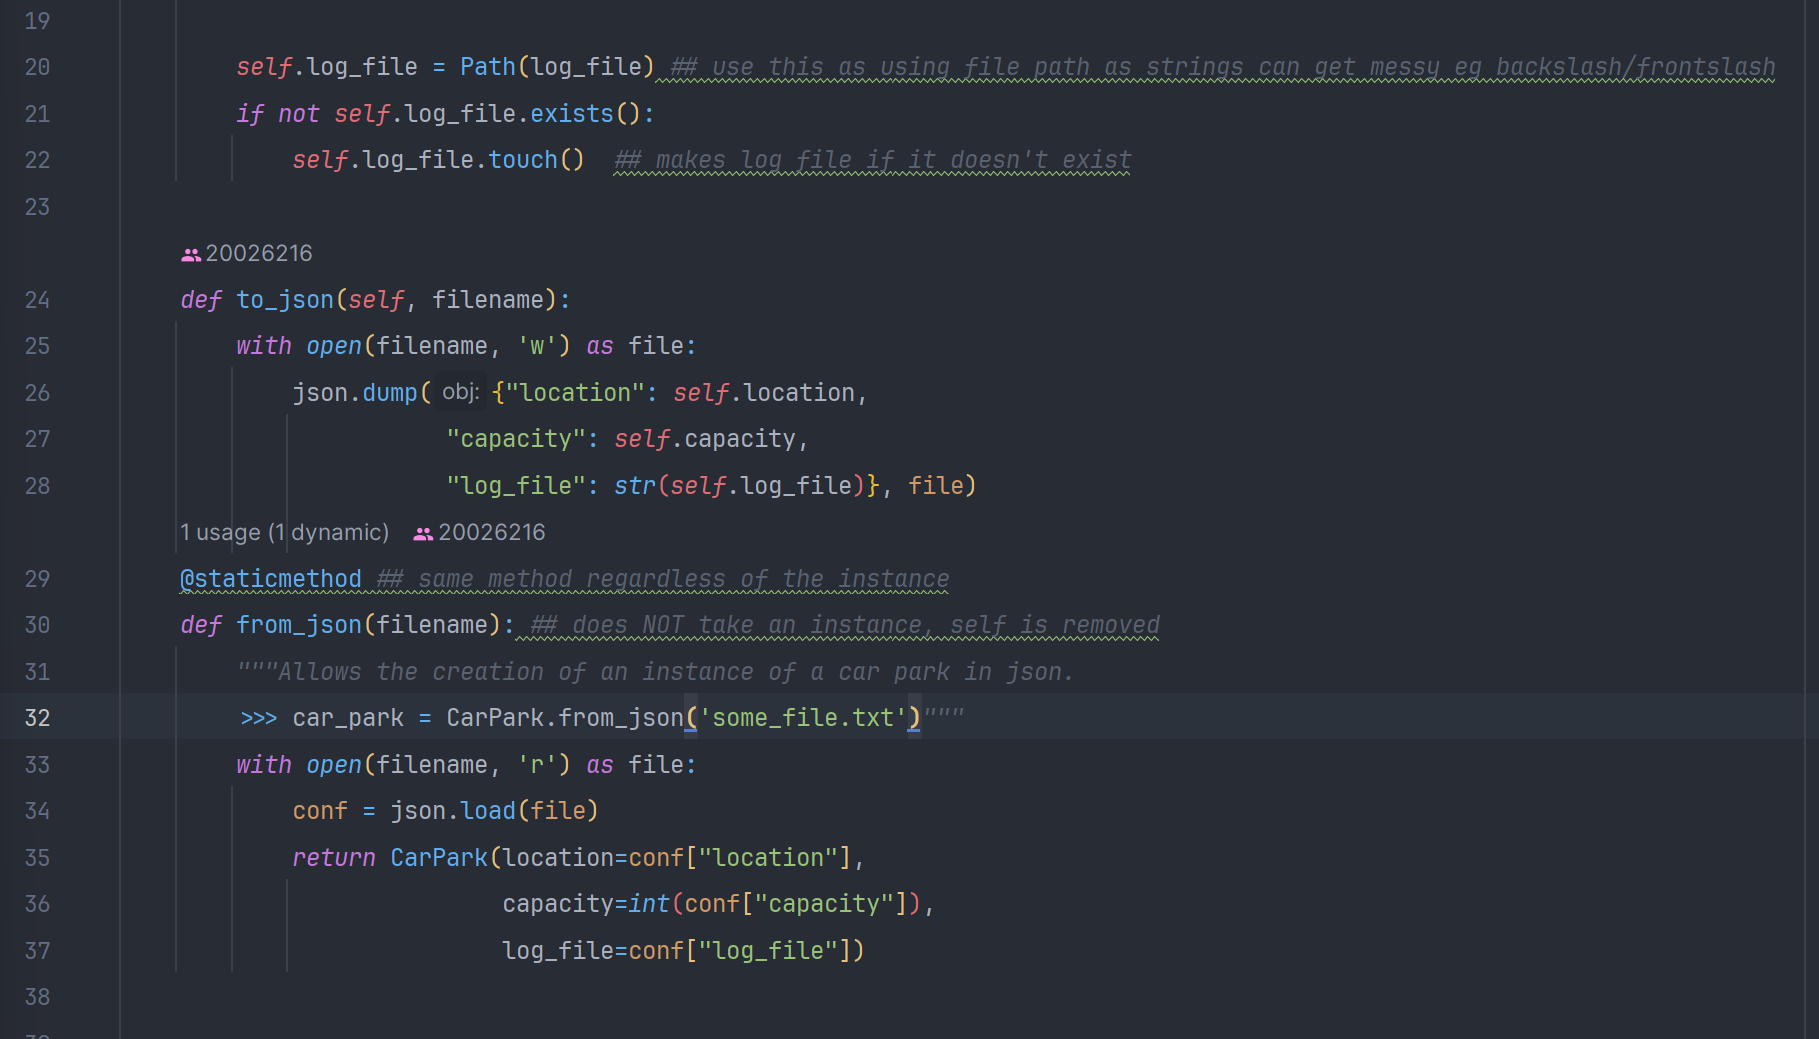 19
20 self.log_file = Path(log_file) ## use this as using file path as strings can get messy eg backslash/frontslash
21 if not self.log_file.exists():
22 self.log_file.touch()  ## makes log file if it doesn't exist
23
20026216
24 def to_json(self, filename):
25 with open(filename, 'w') as file:
26 json.dump( obj: {"location": self.location,
27 "capacity": self.capacity,
28 "log_file": str(self.log_file)}, file)
1 usage (1 dynamic) 20026216
29 @staticmethod ## same method regardless of the instance
30 def from_json(filename): ## does NOT take an instance, self is removed
31 """Allows the creation of an instance of a car park in json.
32 >>> car_park = CarPark.from_json('some_file.txt')"""
33 with open(filename, 'r') as file:
34 conf = json.load(file)
35 return CarPark(location=conf["location"],
36 capacity=int(conf["capacity"]),
37 log_file=conf["log_file"])
38